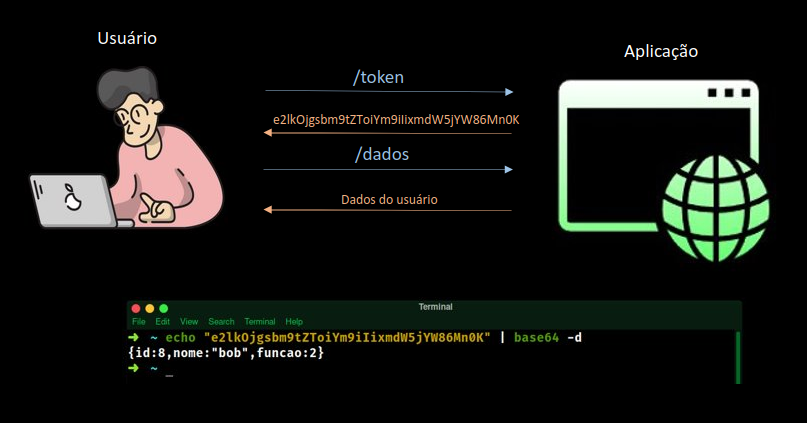 Usuário
Aplicação
/token
e2lkOjgsbm9tZToiYm9iIixmdW5jYW86Mn0K
/dados
Dados do usuário
Terminal
File Edit View Search Terminal Help
➜ ~ echo "e2lkOjgsbm9tZToiYm9iIixmdW5jYW86Mn0K" | base64 -d
{id:8,nome:"bob",funcao:2}
➜ ~ _